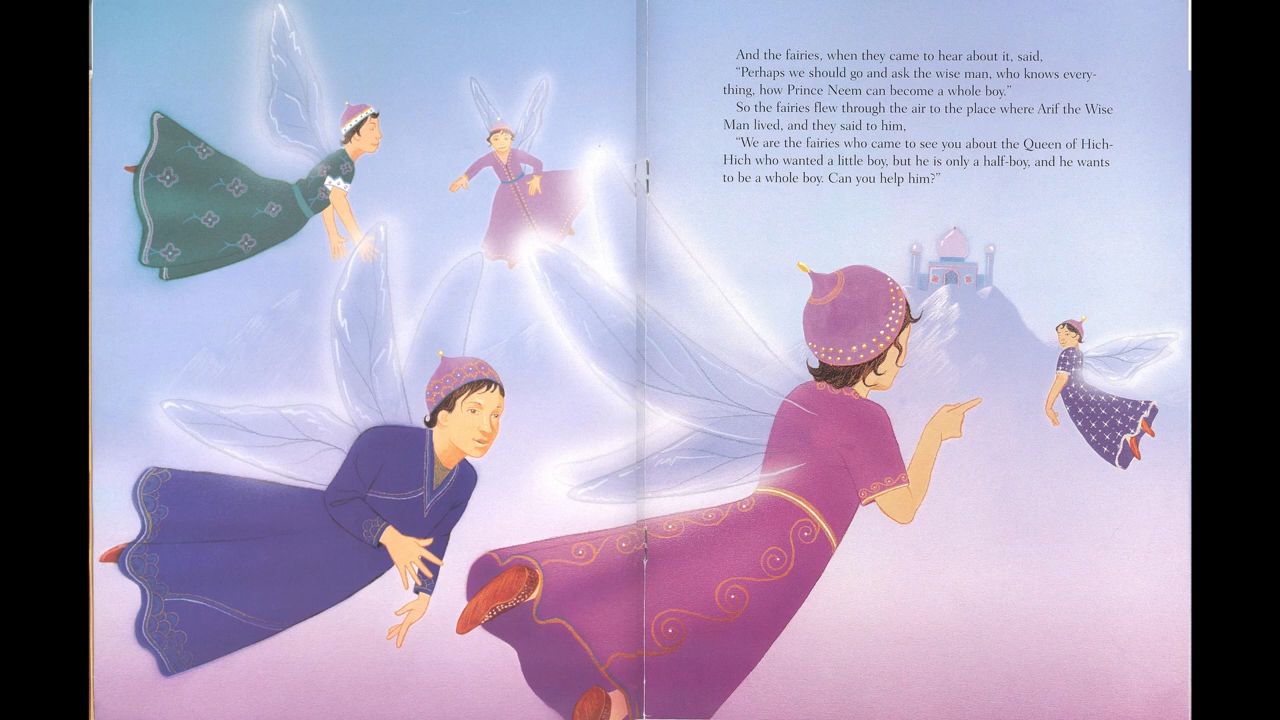 And the fairies, when they came to hear about it, said,
“Perhaps we should go and ask the wise man, who knows every-
thing, how Prince Neem can become a whole boy.”
So the fairies flew through the air to the place where Arif the Wise
Man lived, and they said to him,
“We are the fairies who came to see you about the Queen of Hich-
Hich who wanted a little boy, but he is only a half-boy, and he wants
to be a whole boy. Can you help him?”